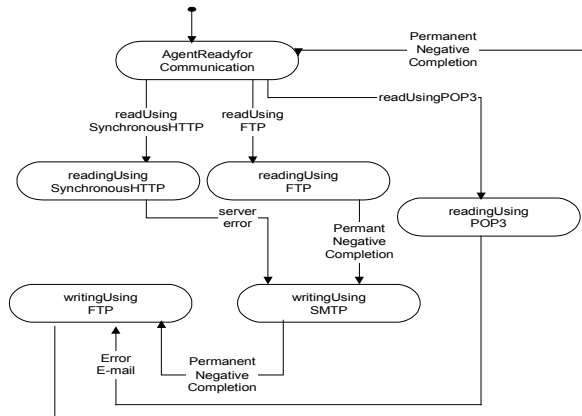 AgentReadyfor
Communication
Permanent
Negative
Completion
readUsing
SynchronousHTTP
readUsing
FTP
readUsingPOP3
readingUsing
SynchronousHTTP
readingUsing
FTP
readingUsing
POP3
server
error
Permant
Negative
Completion
writingUsing
FTP
writingUsing
SMTP
Error
E-mail
Permanent
Negative
Completion